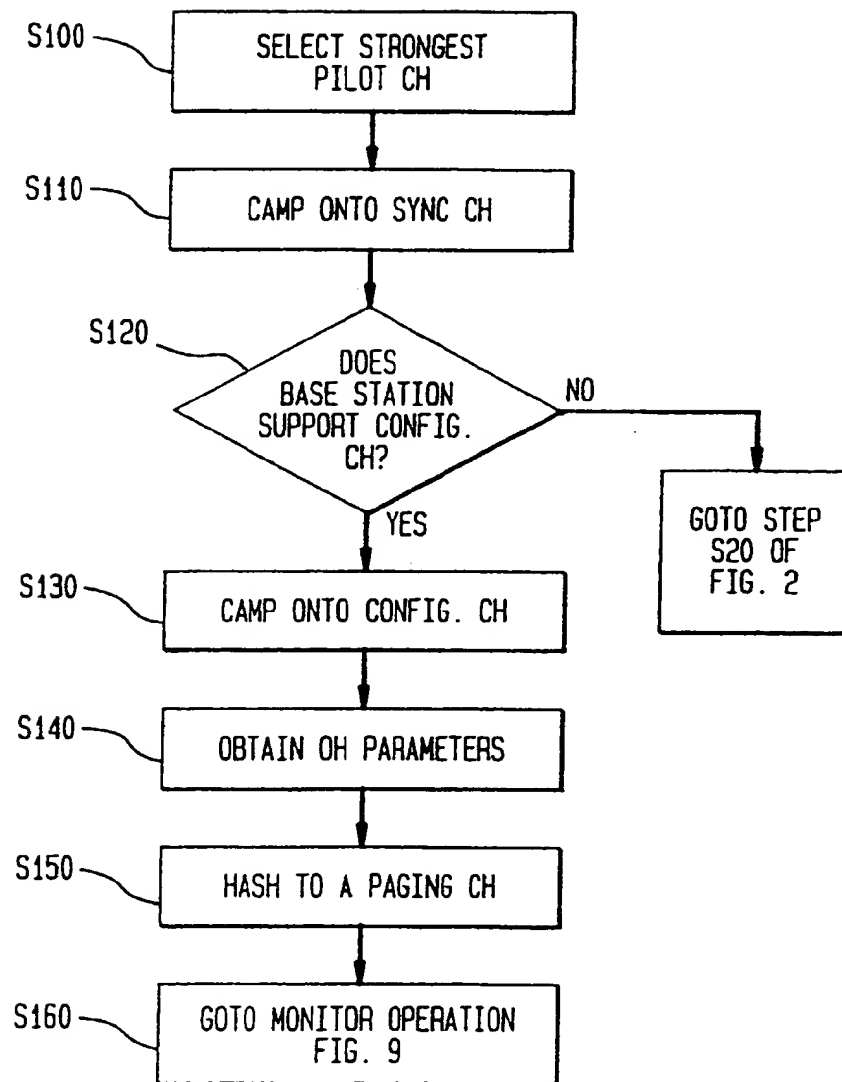 S100
SELECT STRONGEST
PILOT CH
S110
CAMP ONTO SYNC CH
S120
DOES
BASE STATION
SUPPORT CONFIG.
CH?
NO
YES
GOTO STEP
S20 OF
FIG. 2
S130
CAMP ONTO CONFIG. CH
S140
OBTAIN OH PARAMETERS
S150
HASH TO A PAGING CH
S160
GOTO MONITOR OPERATION
FIG. 9